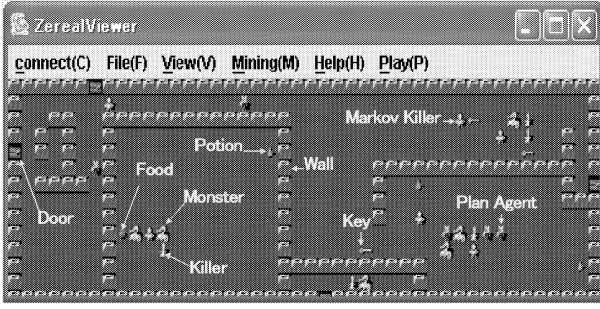 ZerealViewer
connect(C) File(F) View(V) Mining(M) Help(H) Play(P)
Markov Killer
Potion
Wall
Food
Monster
Plan Agent
Door
Key
Killer